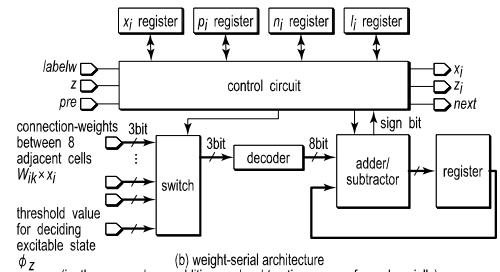 xi register
pi register
ni register
li register
labelw
z
pre
control circuit
xi
zi
next
sign bit
connection-weights
between 8
adjacent cells
Wik×xi
3bit
3bit
8bit
switch
decoder
adder/
subtractor
register
threshold value
for deciding
excitable state
ϕz
(b) weight-serial architecture